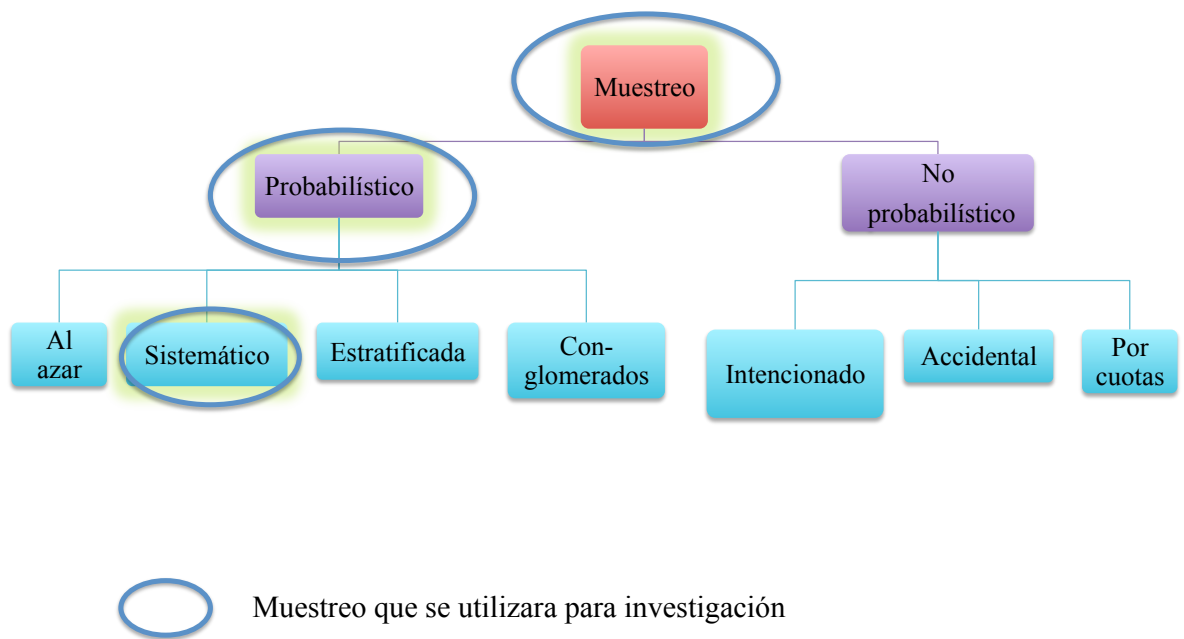 Muestreo
Probabilístico
No
probabilístico
Al
azar
Sistemático
Estratificada
Con-
glomerados
Intencionado
Accidental
Por
cuotas
Muestreo que se utilizara para investigación